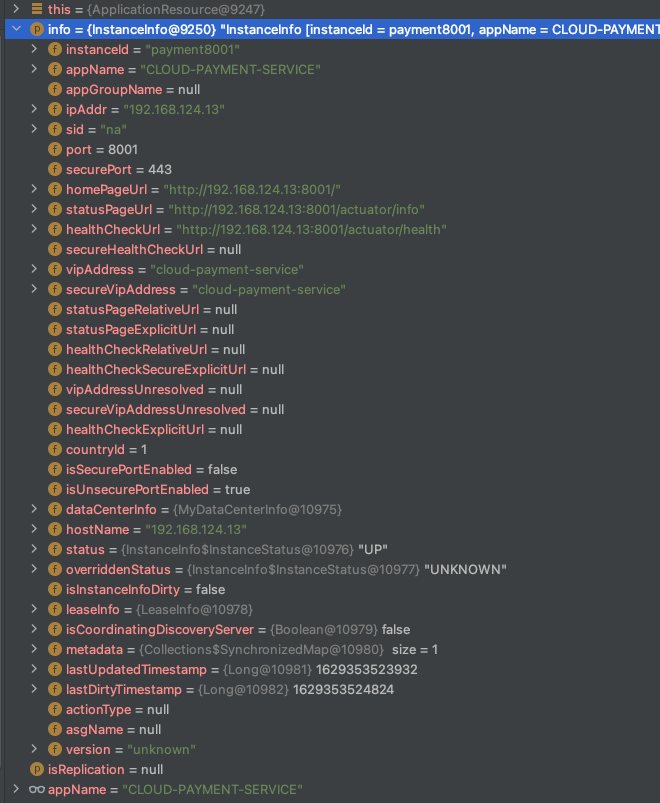 this = {ApplicationResource@9247}
info = {InstanceInfo@9250} "InstanceInfo [instanceId = payment8001, appName = CLOUD-PAYMENT
instanceId = "payment8001"
appName = "CLOUD-PAYMENT-SERVICE"
appGroupName = null
ipAddr = "192.168.124.13"
sid = "na"
port = 8001
securePort = 443
homePageUrl = "http://192.168.124.13:8001/"
statusPageUrl = "http://192.168.124.13:8001/actuator/info"
healthCheckUrl = "http://192.168.124.13:8001/actuator/health"
secureHealthCheckUrl = null
vipAddress = "cloud-payment-service"
secureVipAddress = "cloud-payment-service"
statusPageRelativeUrl = null
statusPageExplicitUrl = null
healthCheckRelativeUrl = null
healthCheckSecureExplicitUrl = null
vipAddressUnresolved = null
secureVipAddressUnresolved = null
healthCheckExplicitUrl = null
countryId = 1
isSecurePortEnabled = false
isUnsecurePortEnabled = true
dataCenterInfo = {MyDataCenterInfo@10975}
hostName = "192.168.124.13"
status = {InstanceInfo$InstanceStatus@10976} "UP"
overriddenStatus = {InstanceInfo$InstanceStatus@10977} "UNKNOWN"
isInstanceInfoDirty = false
leaseInfo = {LeaseInfo@10978}
isCoordinatingDiscoveryServer = {Boolean@10979} false
metadata = {Collections$SynchronizedMap@10980} size = 1
lastUpdatedTimestamp = {Long@10981} 1629353523932
lastDirtyTimestamp = {Long@10982} 1629353524824
actionType = null
asgName = null
version = "unknown"
isReplication = null
appName = "CLOUD-PAYMENT-SERVICE"